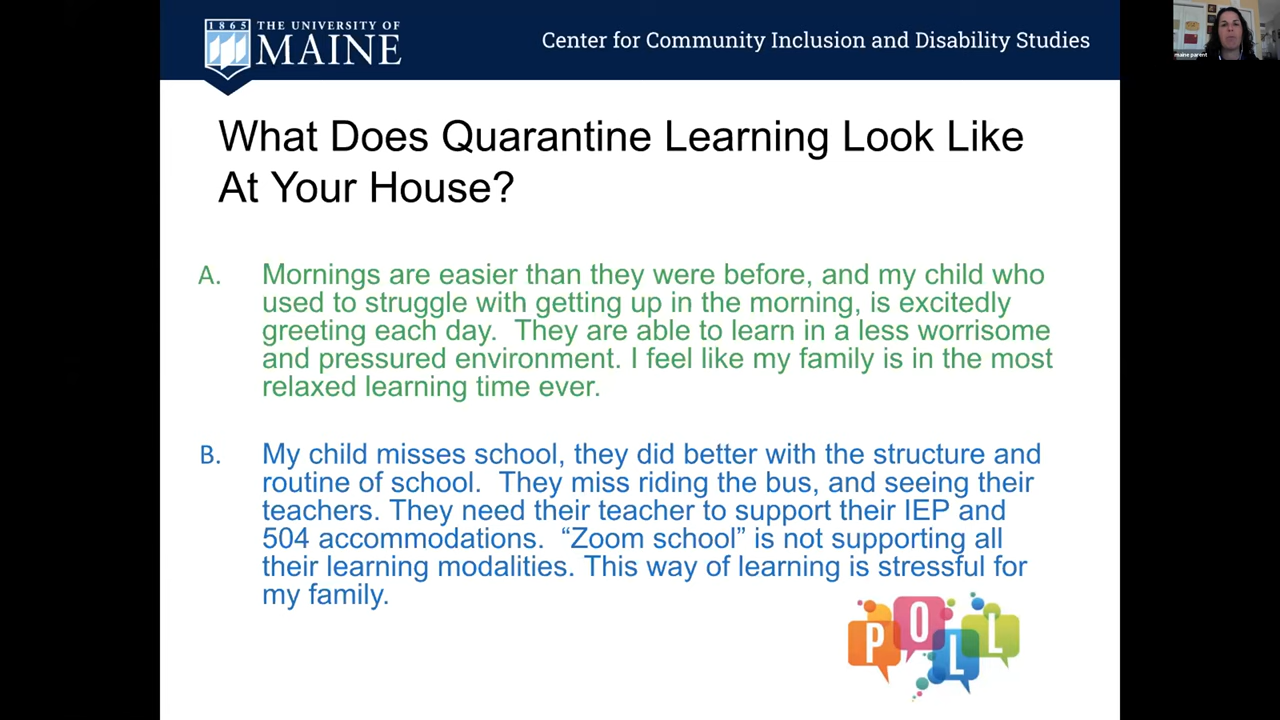 1865
THE UNIVERSITY OF
MAINE
Center for Community Inclusion and Disability Studies
maine parent
What Does Quarantine Learning Look Like
At Your House?
A. Mornings are easier than they were before, and my child who
used to struggle with getting up in the morning, is excitedly
greeting each day.  They are able to learn in a less worrisome
and pressured environment. I feel like my family is in the most
relaxed learning time ever.
B. My child misses school, they did better with the structure and
routine of school.  They miss riding the bus, and seeing their
teachers. They need their teacher to support their IEP and
504 accommodations.  “Zoom school” is not supporting all
their learning modalities. This way of learning is stressful for
my family.
POLL